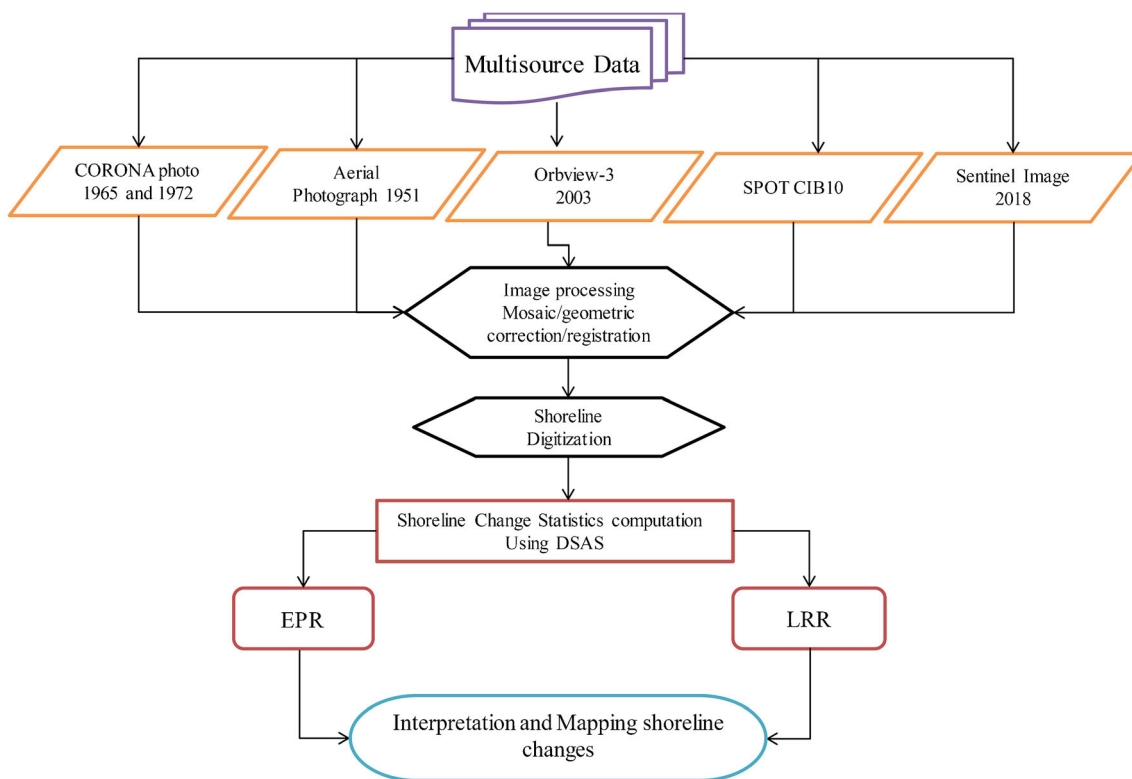 Multisource Data
CORONA photo
1965 and 1972
Aerial
Photograph 1951
Orbview-3
2003
SPOT CIB10
Sentinel Image
2018
Image processing
Mosaic/geometric
correction/registration
Shoreline
Digitization
Shoreline Change Statistics computation
Using DSAS
EPR
LRR
Interpretation and Mapping shoreline
changes